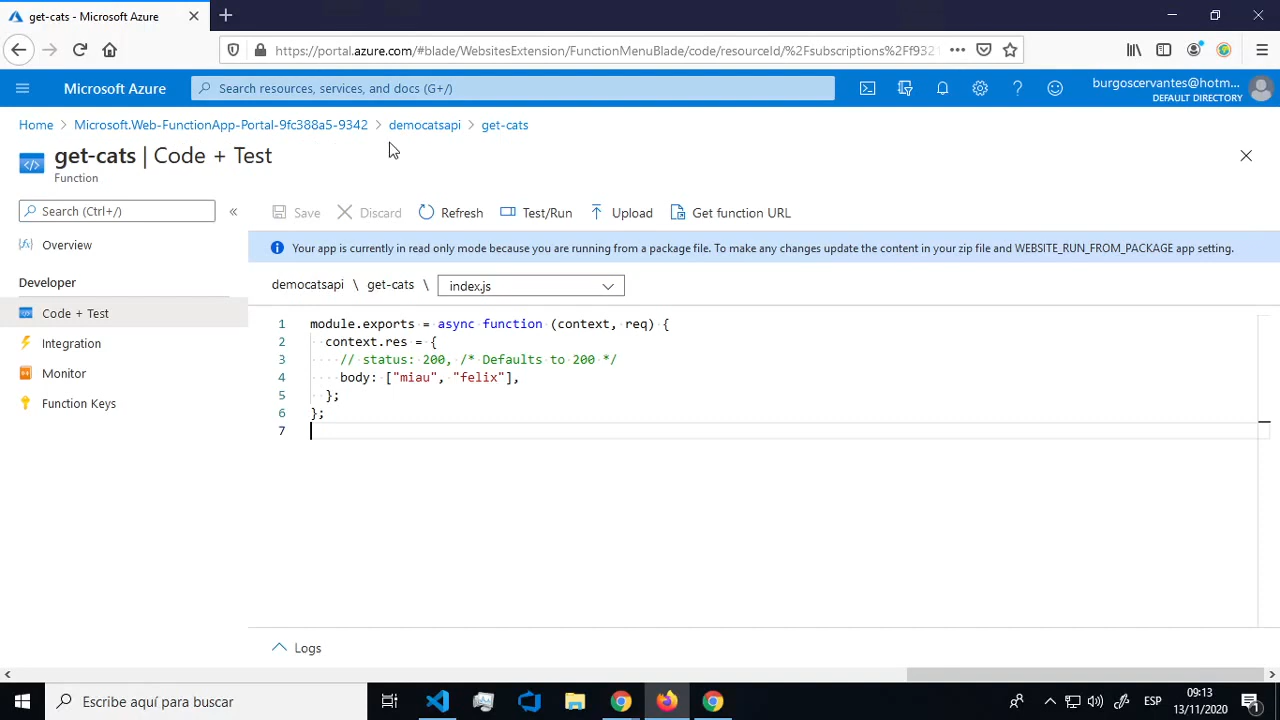 get-cats - Microsoft Azure
https://portal.azure.com/#blade/WebsitesExtension/FunctionMenuBlade/code/resourceId/%2Fsubscriptions%2Ff9321
Microsoft Azure
Search resources, services, and docs (G+/)
burgoscervantes@hotm...
DEFAULT DIRECTORY
Home > Microsoft.Web-FunctionApp-Portal-9fc388a5-9342 > democatsapi > get-cats
get-cats | Code + Test
Function
Search (Ctrl+/)
«
Save
Discard
Refresh
Test/Run
Upload
Get function URL
Overview
Developer
Code + Test
Integration
Monitor
Function Keys
Your app is currently in read only mode because you are running from a package file. To make any changes update the content in your zip file and WEBSITE_RUN_FROM_PACKAGE app setting.
democatsapi \ get-cats \ index.js
1 module.exports = async function (context, req) {
2   context.res = {
3     // status: 200, /* Defaults to 200 */
4     body: ["miau", "felix"],
5   };
6 };
7
Logs
Escribe aquí para buscar
ESP
09:13
13/11/2020
1